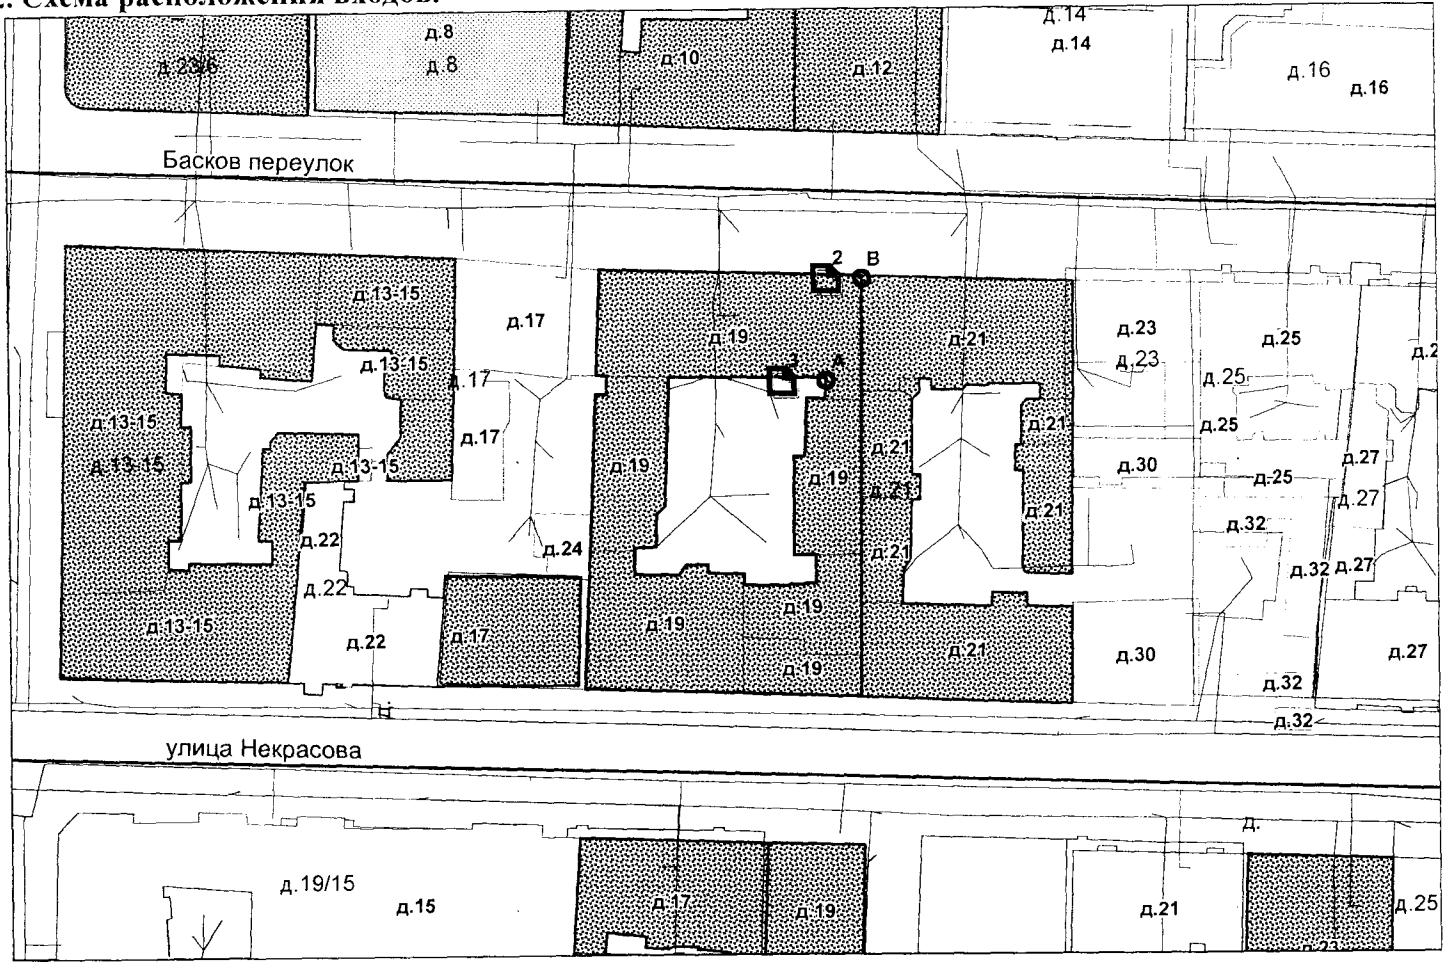 Схема расположения входов.
д.23/6
д.8
д.8
д.10
д.12
д.14
д.14
д.16
д.16
Басков переулок
2 В
д.13-15
д.17
д.19
д.21
д.23
д.23
д.25
д.13-15
д.17
3 А
д.25
д.13-15
д.17
д.21
д.25
д.13-15
д.13-15
д.19
д.19
д.21
д.30
д.27
д.13-15
д.21
д.21
д.25
д.27
д.22
д.24
д.21
д.32
д.32
д.27
д.22
д.13-15
д.22
д.17
д.19
д.19
д.19
д.21
д.30
д.27
д.32
д.32
улица Некрасова
д.
д.19/15
д.15
д.17
д.19
д.21
д.25
д.23